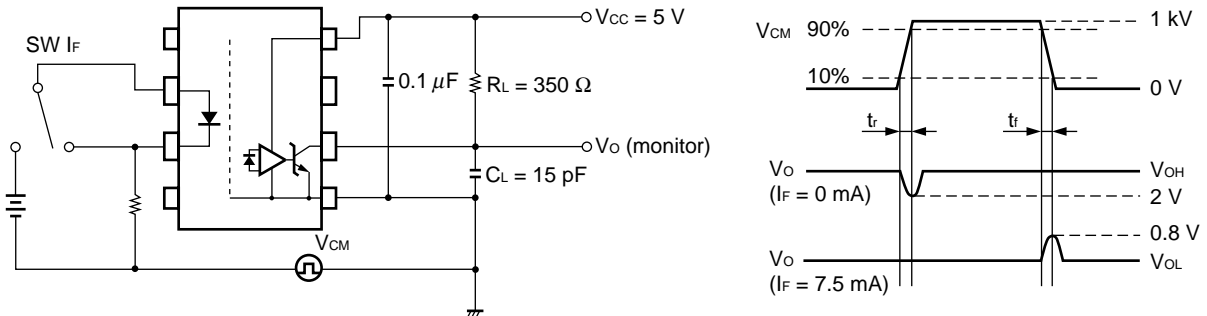 SW IF
VCC = 5 V
0.1 μF
RL = 350 Ω
VO (monitor)
CL = 15 pF
VCM
VCM 90%
1 kV
10%
0 V
tr
tf
VO
(IF = 0 mA)
VOH
2 V
0.8 V
VO
(IF = 7.5 mA)
VOL